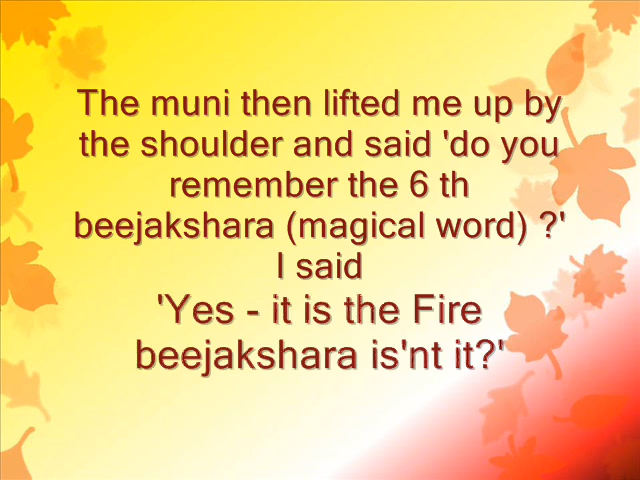 The muni then lifted me up by
the shoulder and said 'do you
remember the 6 th
beejakshara (magical word) ?'
I said
'Yes - it is the Fire
beejakshara is'nt it?'